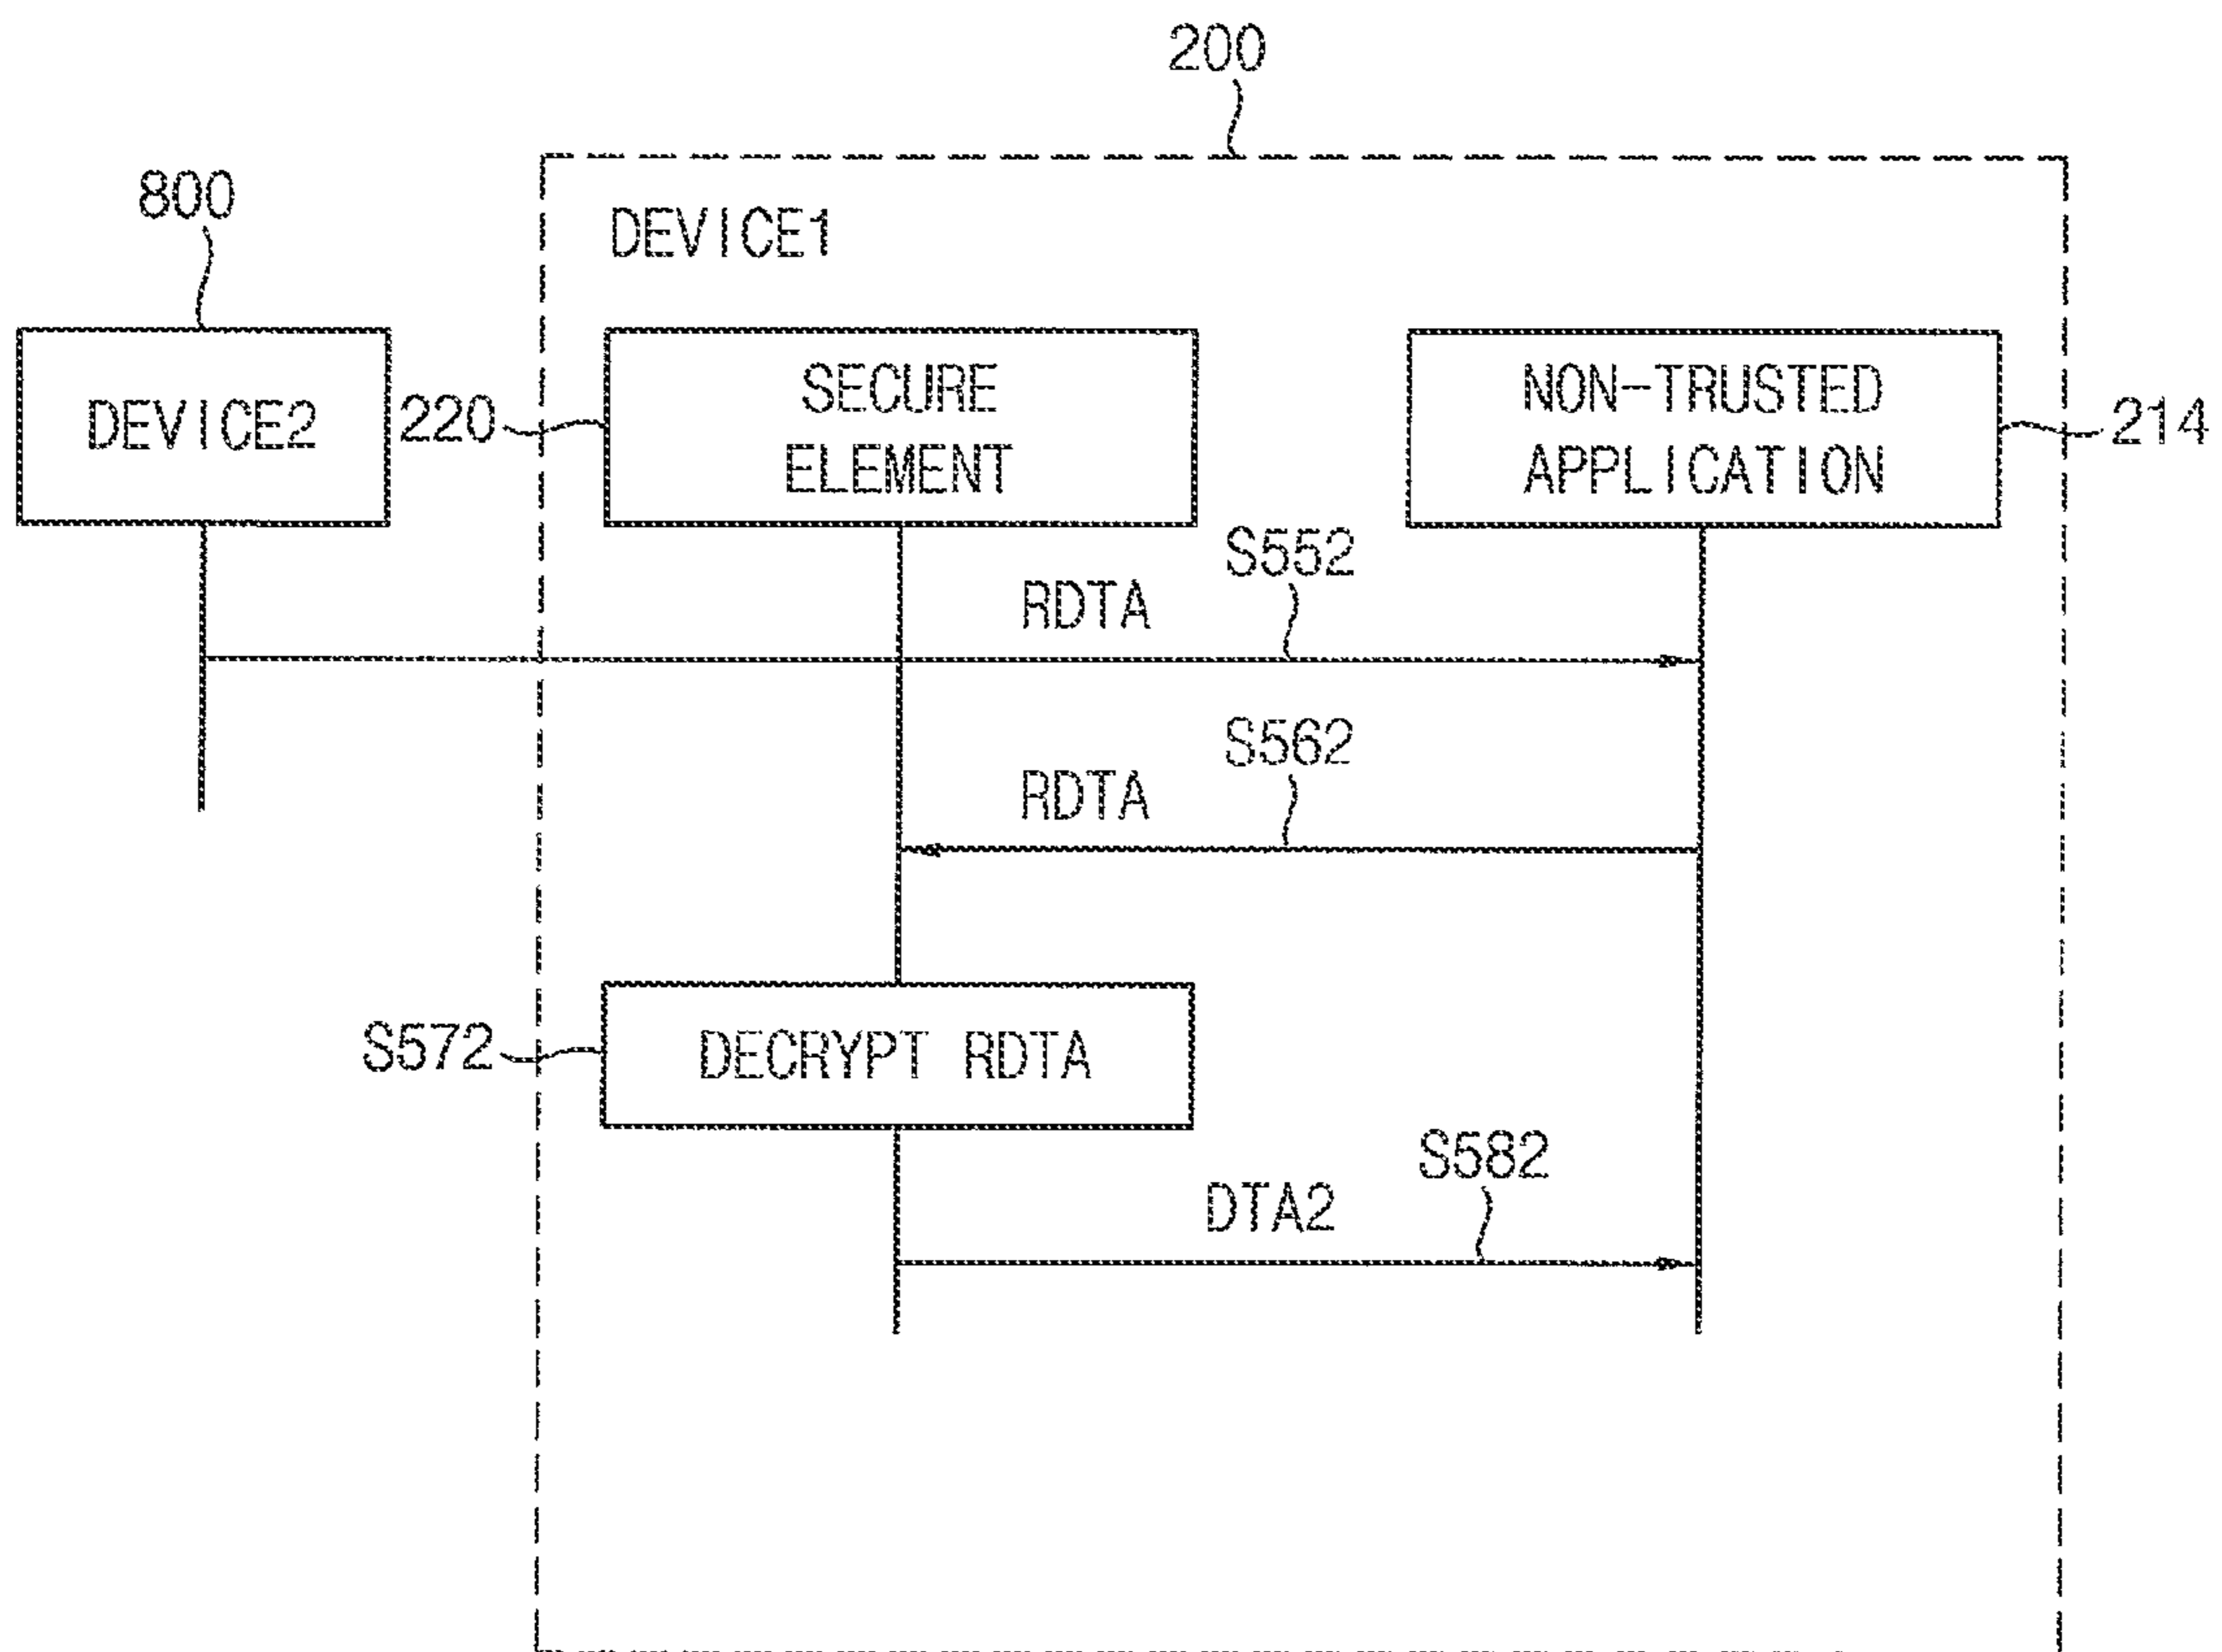 200
800
DEVICE1
DEVICE2
220
SECURE
ELEMENT
NON-TRUSTED
APPLICATION
214
S552
RDTA
S562
RDTA
S572
DECRYPT RDTA
S582
DTA2